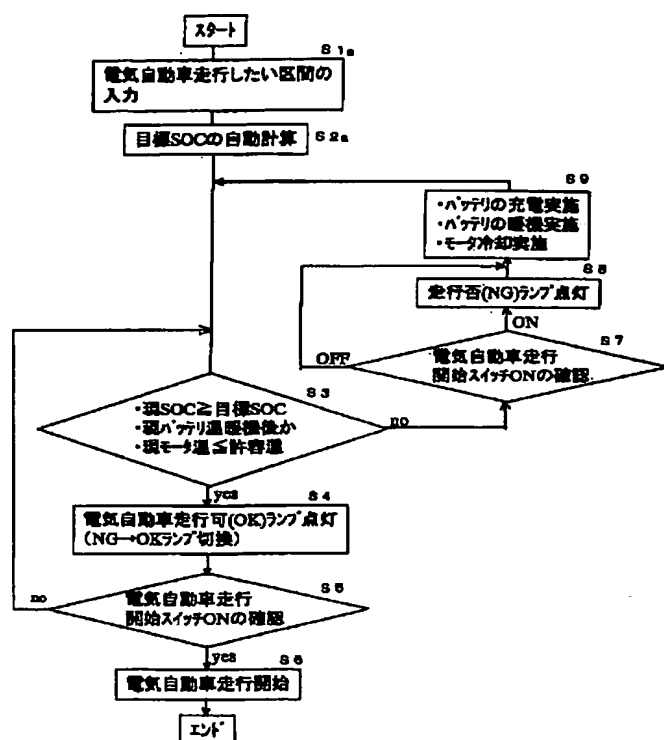 スタート
S1a
電気自動車走行したい区間の
入力
S2a
目標SOCの自動計算
S9
・バッテリの充電実施
・バッテリの暖機実施
・モータ冷却実施
S8
走行否(NG)ランプ点灯
ON
S7
OFF
電気自動車走行
開始スイッチONの確認
S3
・現SOC≧目標SOC
・現バッテリ温暖機後か
・現モータ温≦許容温
no
yes
S4
電気自動車走行可(OK)ランプ点灯
(NG→OKランプ切換)
no
S5
電気自動車走行
開始スイッチONの確認
yes
S6
電気自動車走行開始
エンド